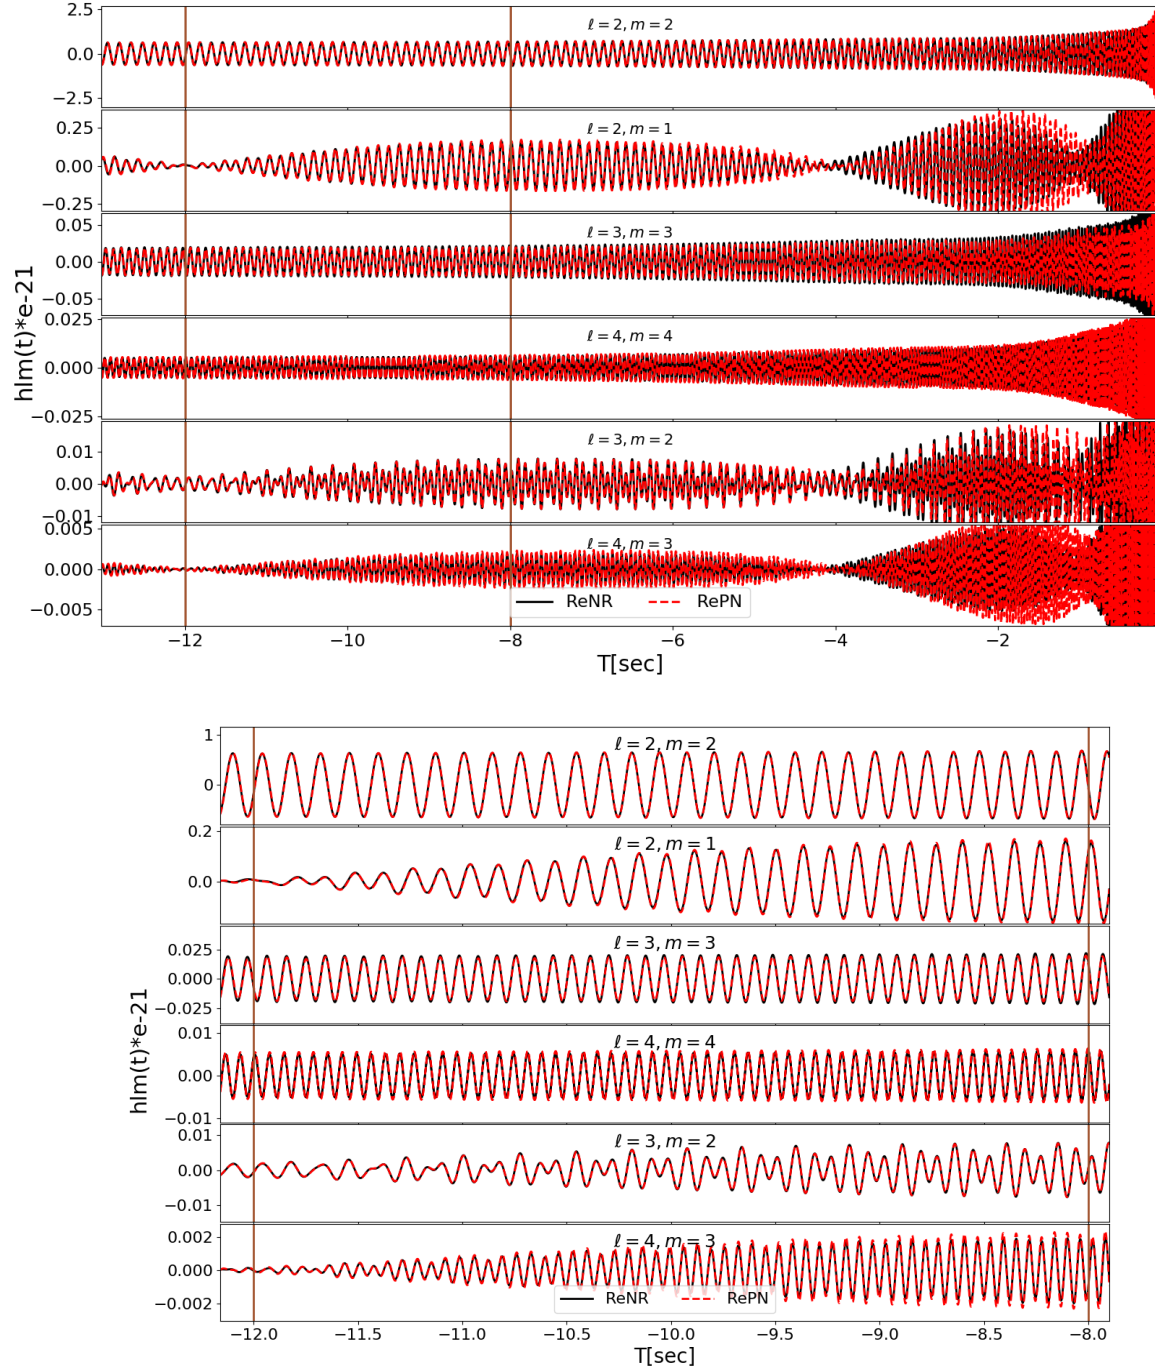 2.5
0.0
−2.5
ℓ = 2, m = 2
0.25
0.00
−0.25
ℓ = 2, m = 1
0.05
0.00
−0.05
ℓ = 3, m = 3
0.025
0.000
−0.025
ℓ = 4, m = 4
0.01
0.00
−0.01
ℓ = 3, m = 2
0.005
0.000
−0.005
ℓ = 4, m = 3
ReNR RePN
hlm(t)*e-21
−12 −10 −8 −6 −4 −2
T[sec]
1
0
ℓ = 2, m = 2
0.2
0.0
ℓ = 2, m = 1
0.025
0.000
−0.025
ℓ = 3, m = 3
0.01
0.00
−0.01
ℓ = 4, m = 4
0.01
0.00
−0.01
ℓ = 3, m = 2
0.002
0.000
−0.002
ℓ = 4, m = 3
ReNR RePN
hlm(t)*e-21
−12.0 −11.5 −11.0 −10.5 −10.0 −9.5 −9.0 −8.5 −8.0
T[sec]